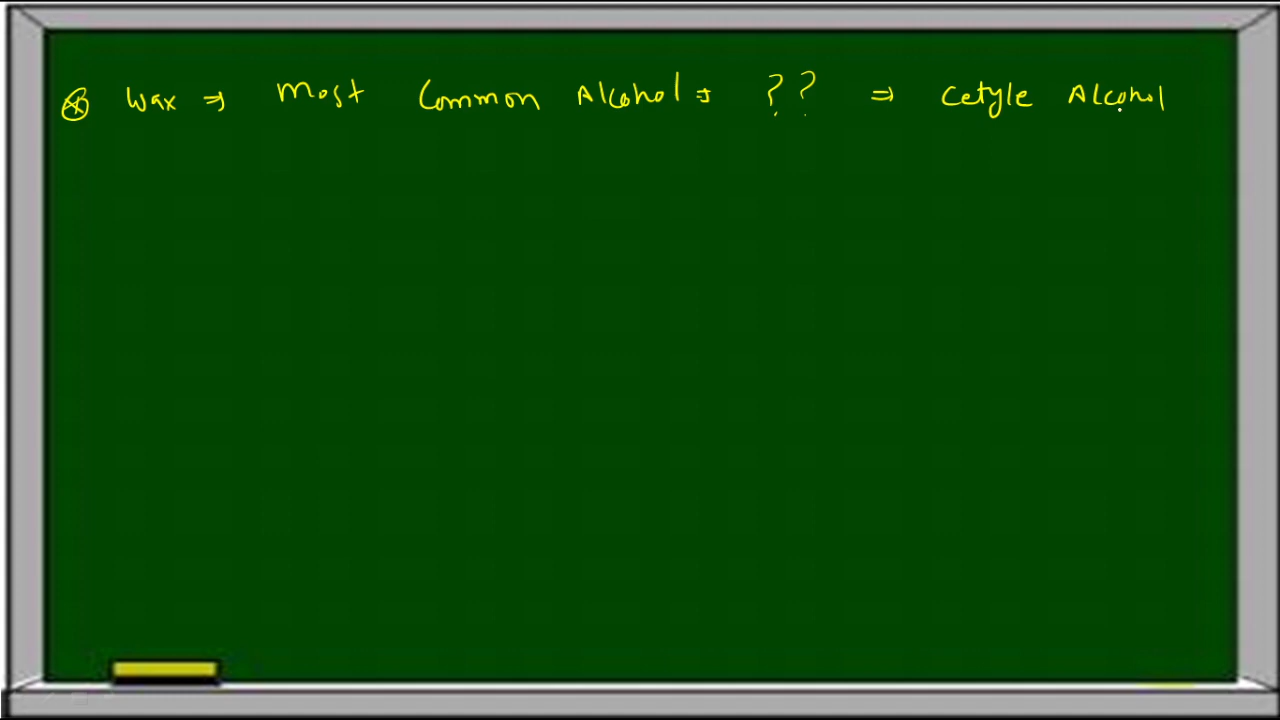 ⊗ Wax ⇒ Most Common Alcohol = ?? ⇒ Cetyle Alcohol